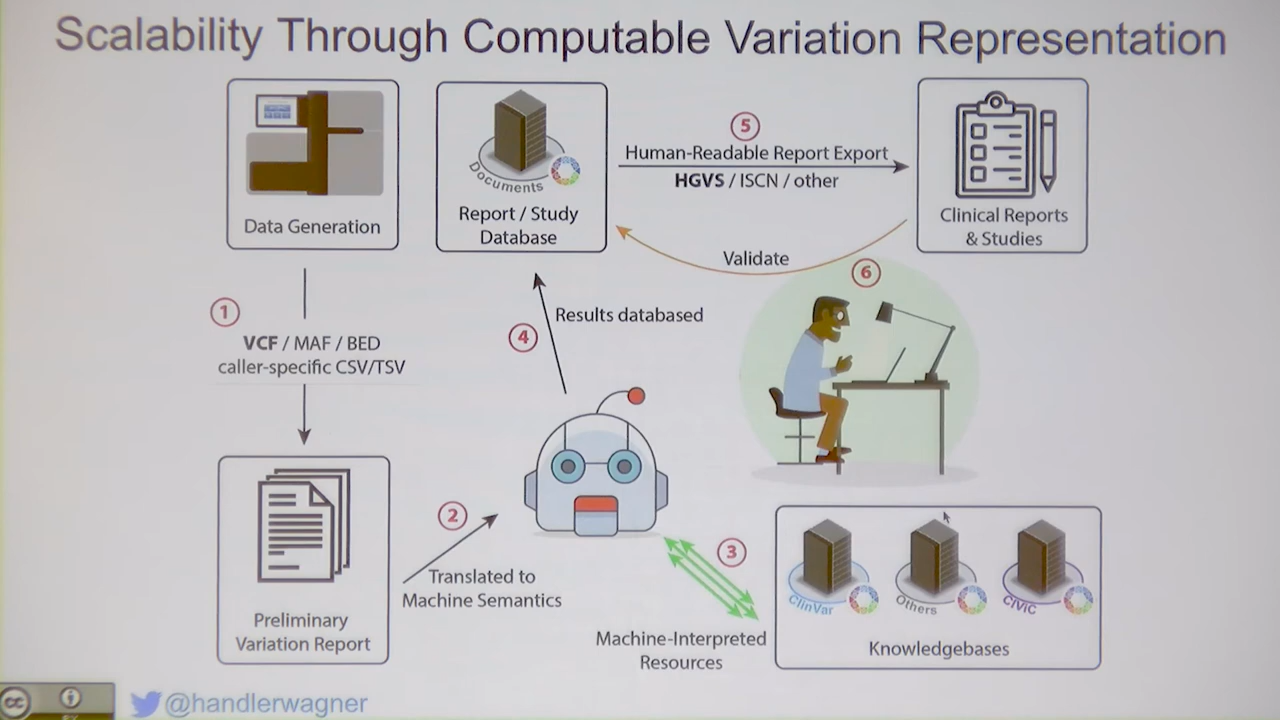 Scalability Through Computable Variation Representation
Data Generation
Documents
Report / Study
Database
5
Human-Readable Report Export
HGVS / ISCN / other
Clinical Reports
& Studies
Validate
6
1
VCF / MAF / BED
caller-specific CSV/TSV
4
Results databased
Preliminary
Variation Report
2
Translated to
Machine Semantics
3
Machine-Interpreted
Resources
ClinVar
Others
CIViC
Knowledgebases
cc
@handlerwagner